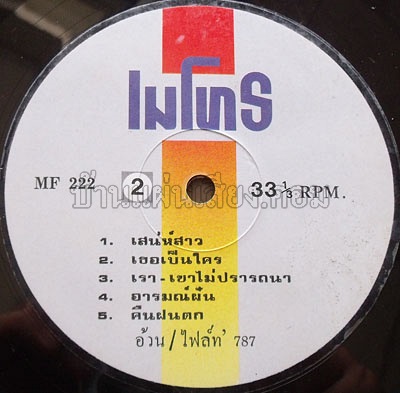 เมโทร
MF 222 2 33 1/3 RPM.
บ้านแผ่นเสียง.คอม
1. เสน่ห์สาว
2. เธอเป็นใคร
3. เรา - เขาไม่ปรารถนา
4. อารมณ์ฝัน
5. คืนฝนตก
อ้วน / ไฟล์ท' 787